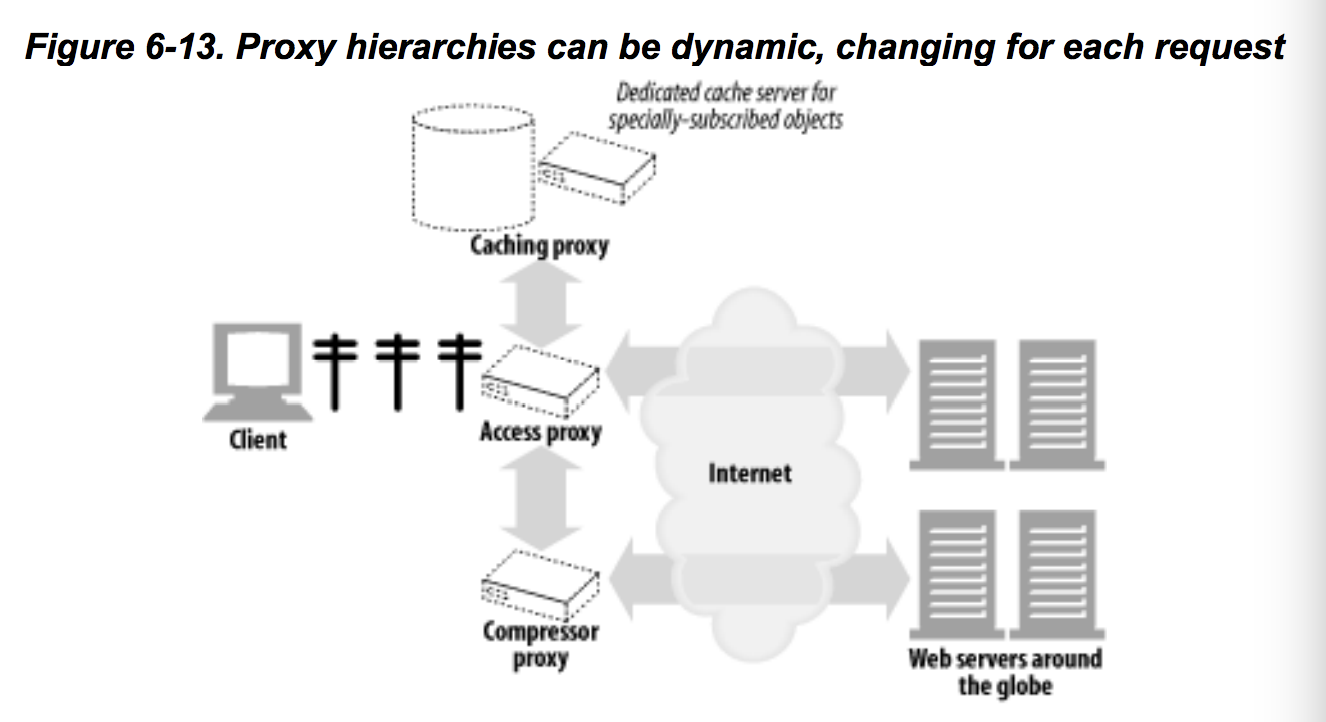 Figure 6-13. Proxy hierarchies can be dynamic, changing for each request
Dedicated cache server for
specially-subscribed objects
Caching proxy
Client
Access proxy
Internet
Compressor
proxy
Web servers around
the globe